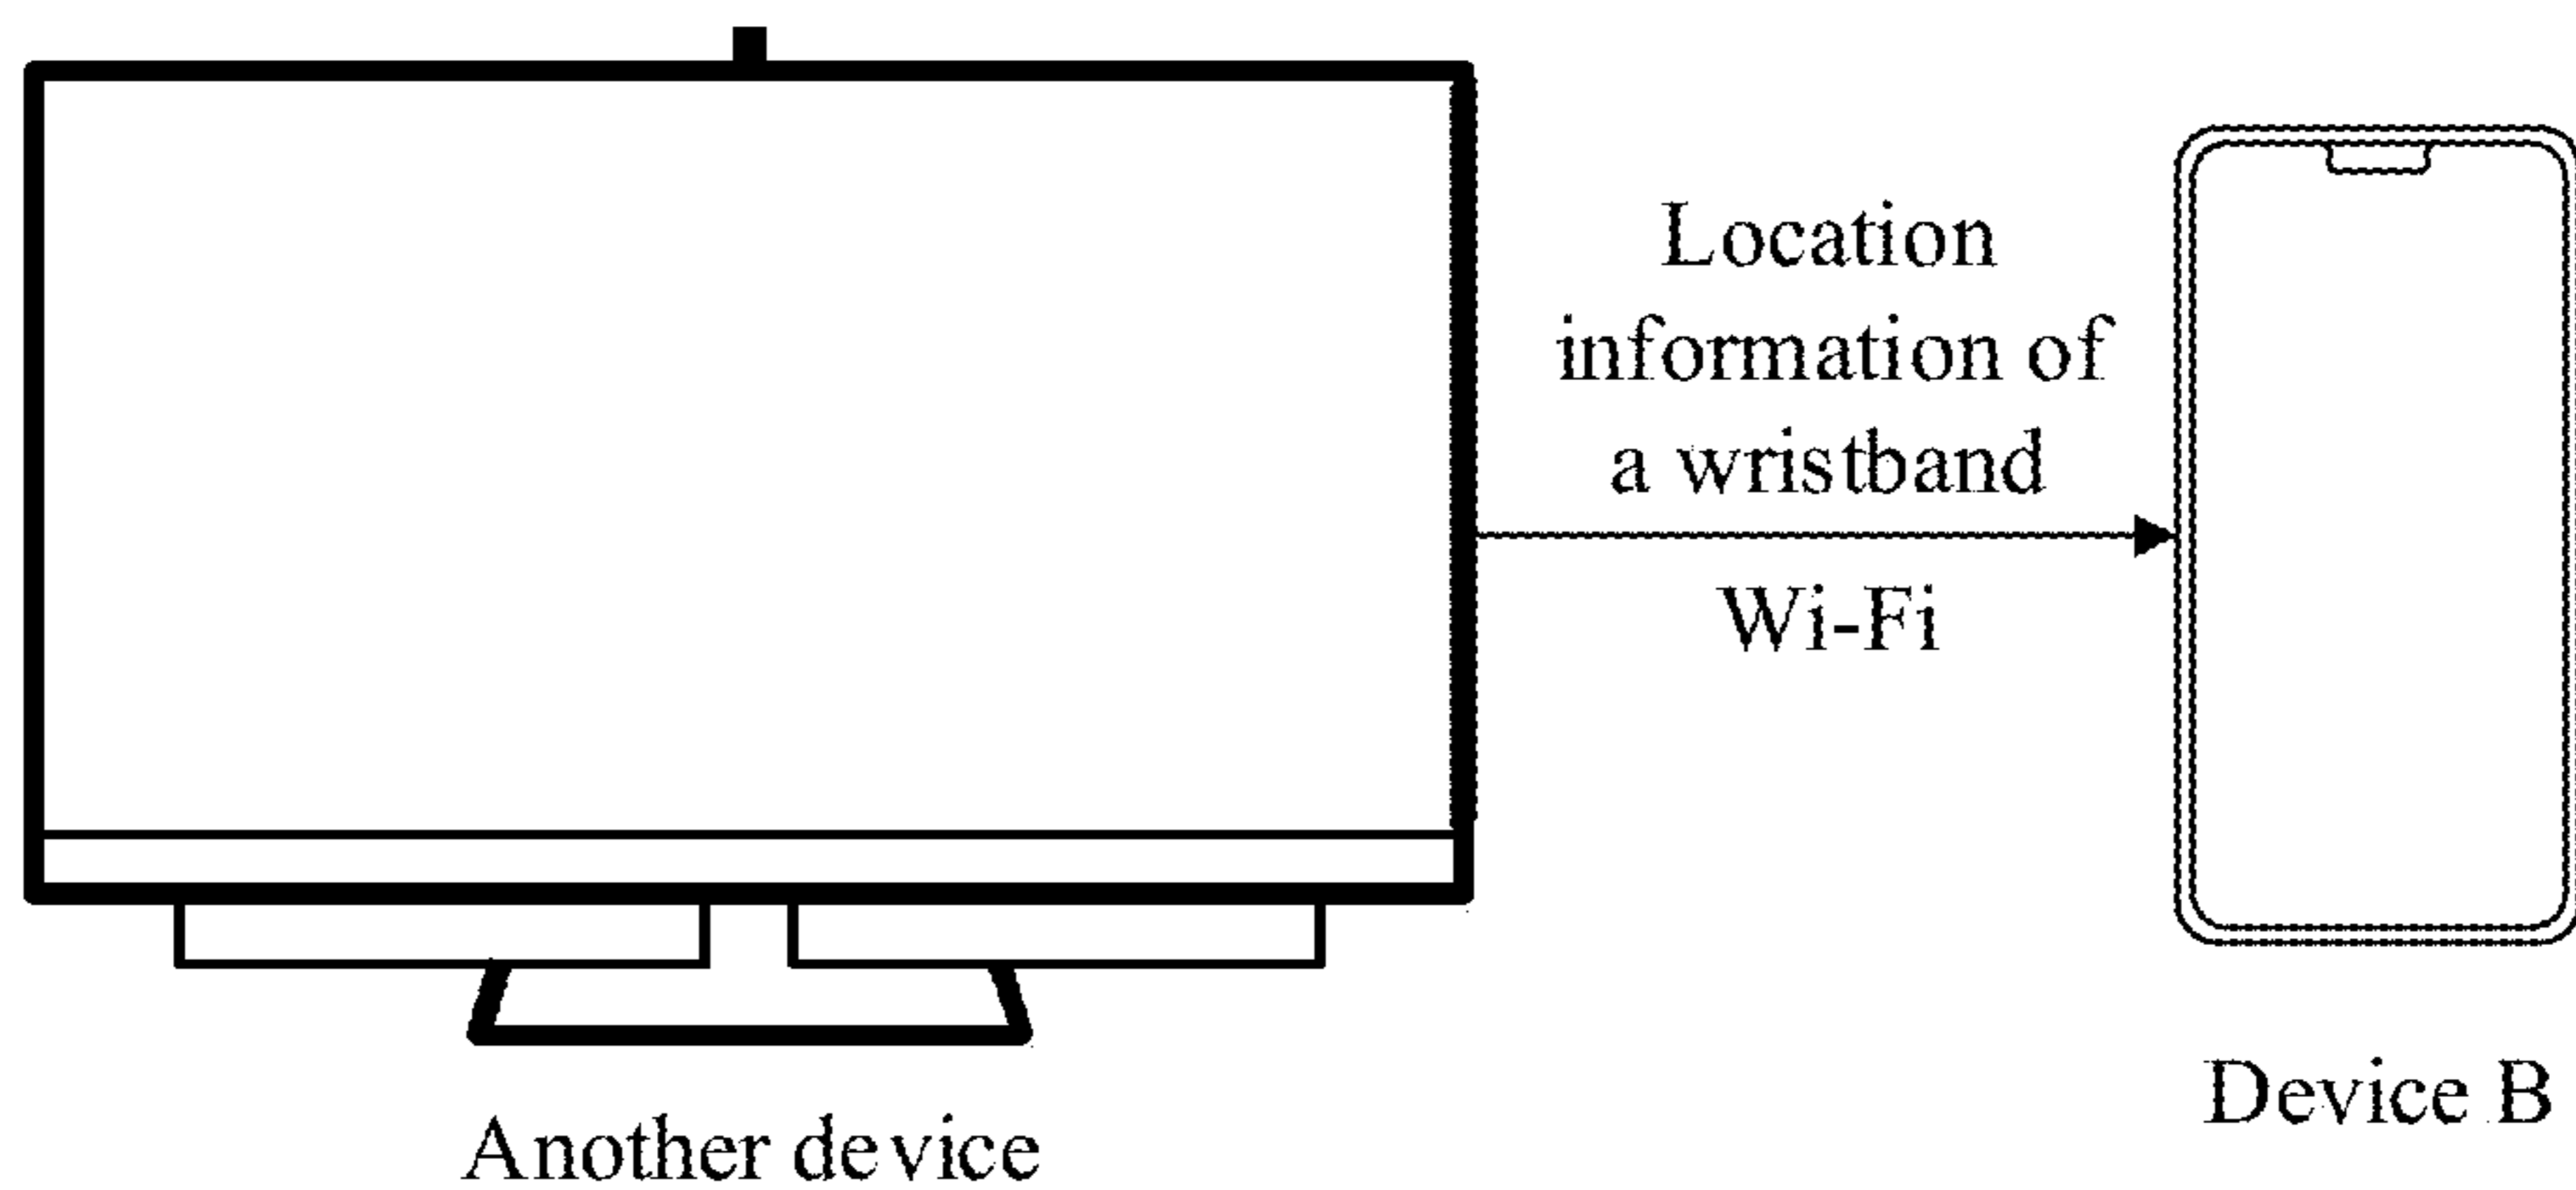 Location
information of
a wristband
Wi-Fi
Device B
Another device